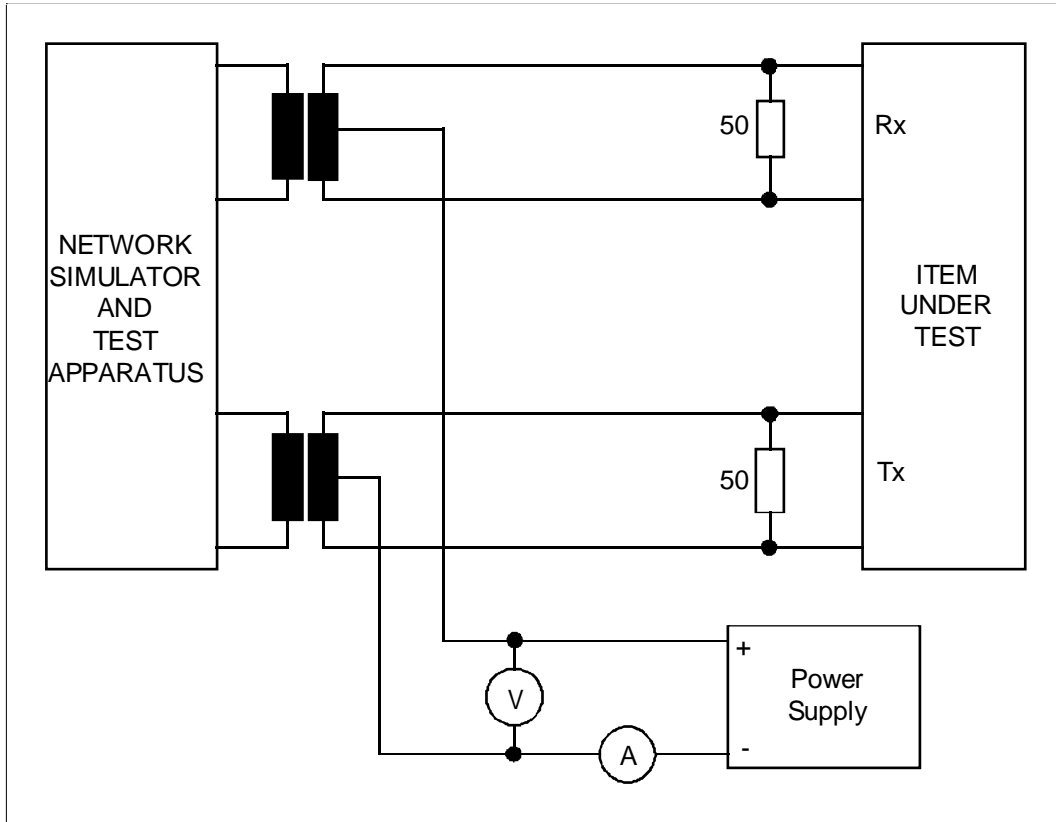 50
Rx
NETWORK
SIMULATOR
AND
TEST
APPARATUS
ITEM
UNDER
TEST
50
Tx
+
Power
Supply
V
-
A